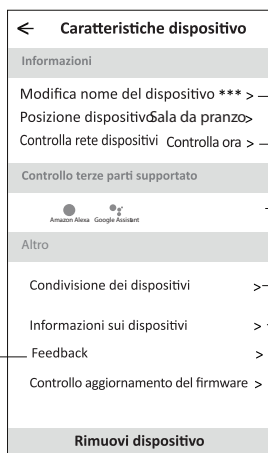 ← Caratteristiche dispositivo
Informazioni
Modifica nome del dispositivo *** >
Posizione dispositivo Sala da pranzo>
Controlla rete dispositivi Controlla ora >
Controllo terze parti supportato
Amazon Alexa Google Assistent
Altro
Condivisione dei dispositivi >
Informazioni sui dispositivi >
Feedback >
Controllo aggiornamento del firmware >
Rimuovi dispositivo